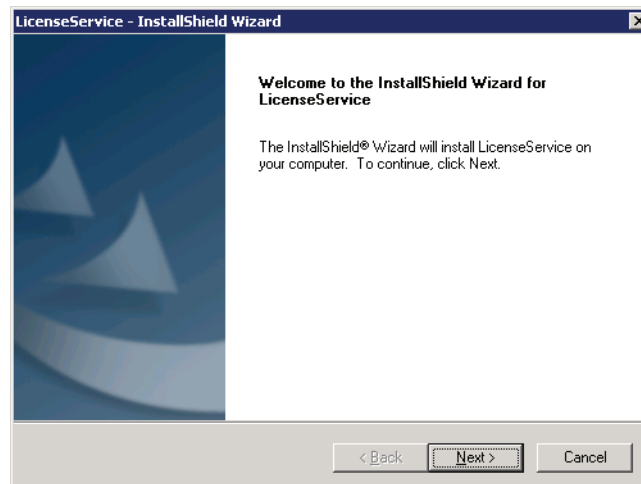 LicenseService - InstallShield Wizard
Welcome to the InstallShield Wizard for
LicenseService
The InstallShield® Wizard will install LicenseService on
your computer. To continue, click Next.
< Back
Next >
Cancel